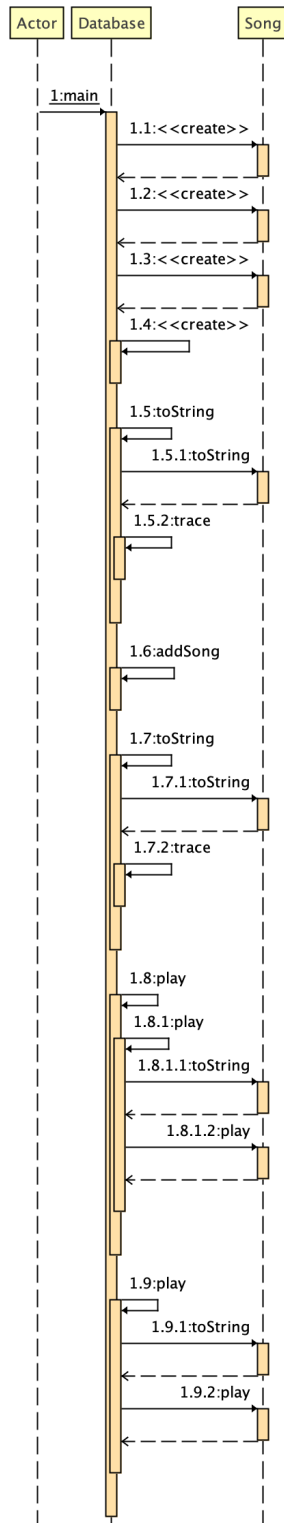 Actor Database Song
1:main
1.1:<<create>>
1.2:<<create>>
1.3:<<create>>
1.4:<<create>>
1.5:toString
1.5.1:toString
1.5.2:trace
1.6:addSong
1.7:toString
1.7.1:toString
1.7.2:trace
1.8:play
1.8.1:play
1.8.1.1:toString
1.8.1.2:play
1.9:play
1.9.1:toString
1.9.2:play